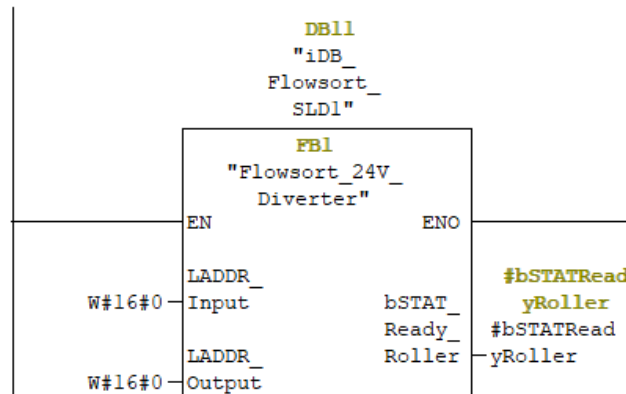 DB11
"iDB_
Flowsort_
SLD1"
FB1
"Flowsort_24V_
Diverter"
EN ENO
LADDR_ #bSTATRead
W#16#0 Input bSTAT_ yRoller
Ready_ #bSTATRead
LADDR_ Roller yRoller
W#16#0 Output